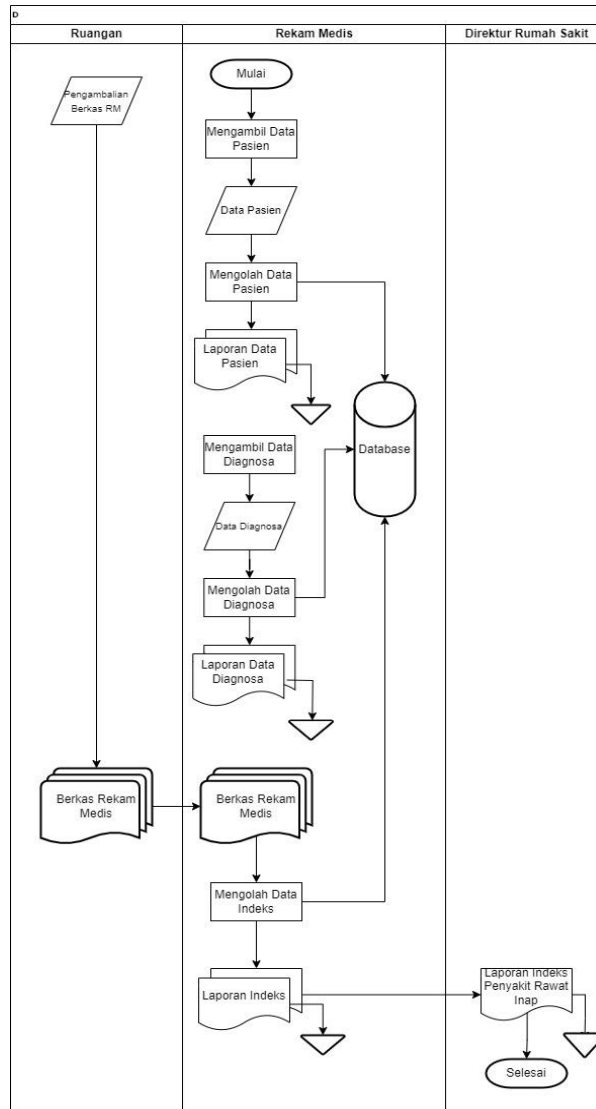 D
Ruangan
Rekam Medis
Direktur Rumah Sakit
Pengambalian
Berkas RM
Mulai
Mengambil Data
Pasien
Data Pasien
Mengolah Data
Pasien
Laporan Data
Pasien
Database
Mengambil Data
Diagnosa
Data Diagnosa
Mengolah Data
Diagnosa
Laporan Data
Diagnosa
Berkas Rekam
Medis
Berkas Rekam
Medis
Mengolah Data
Indeks
Laporan Indeks
Laporan Indeks
Penyakit Rawat
Inap
Selesai